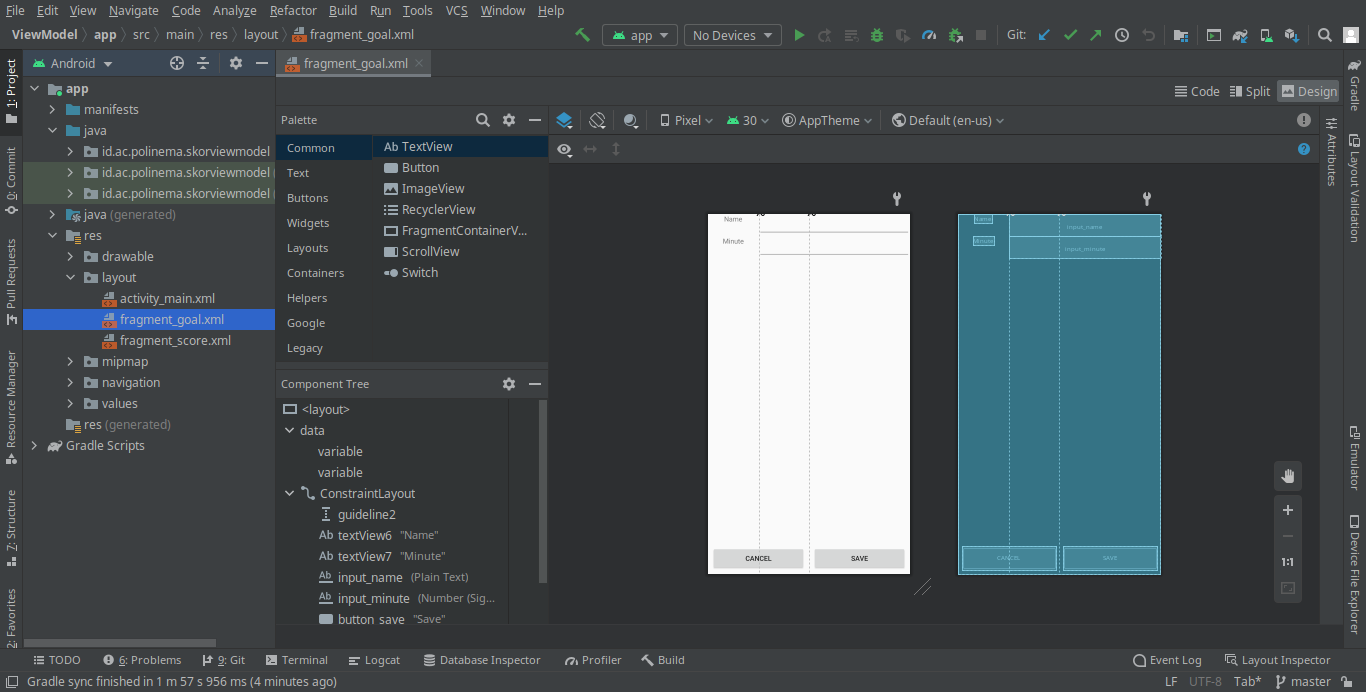 File Edit View Navigate Code Analyze Refactor Build Run Tools VCS Window Help
ViewModel app src main res layout fragment_goal.xml app No Devices Git:
1: Project
0: Commit
Pull Requests
Resource Manager
7: Structure
2: Favorites
Android
app
manifests
java
id.ac.polinema.skorviewmodel
id.ac.polinema.skorviewmodel
id.ac.polinema.skorviewmodel
java (generated)
res
drawable
layout
activity_main.xml
fragment_goal.xml
fragment_score.xml
mipmap
navigation
values
res (generated)
Gradle Scripts
fragment_goal.xml
Code Split Design
Palette
Common
Text
Buttons
Widgets
Layouts
Containers
Helpers
Google
Legacy
Ab TextView
Button
ImageView
RecyclerView
FragmentContainerV...
ScrollView
Switch
Component Tree
<layout>
data
variable
variable
ConstraintLayout
guideline2
Ab textView6 "Name"
Ab textView7 "Minute"
Ab input_name (Plain Text)
Ab input_minute (Number (Sig...
button_save "Save"
Pixel 30 AppTheme Default (en-us)
Name
Minute
CANCEL SAVE
Name
input_name
Minute
input_minute
CANCEL SAVE
1:1
Attributes
Gradle
Layout Validation
Emulator
Device File Explorer
TODO 6: Problems 9: Git Terminal Logcat Database Inspector Profiler Build Event Log Layout Inspector
Gradle sync finished in 1 m 57 s 956 ms (4 minutes ago) LF UTF-8 Tab* master